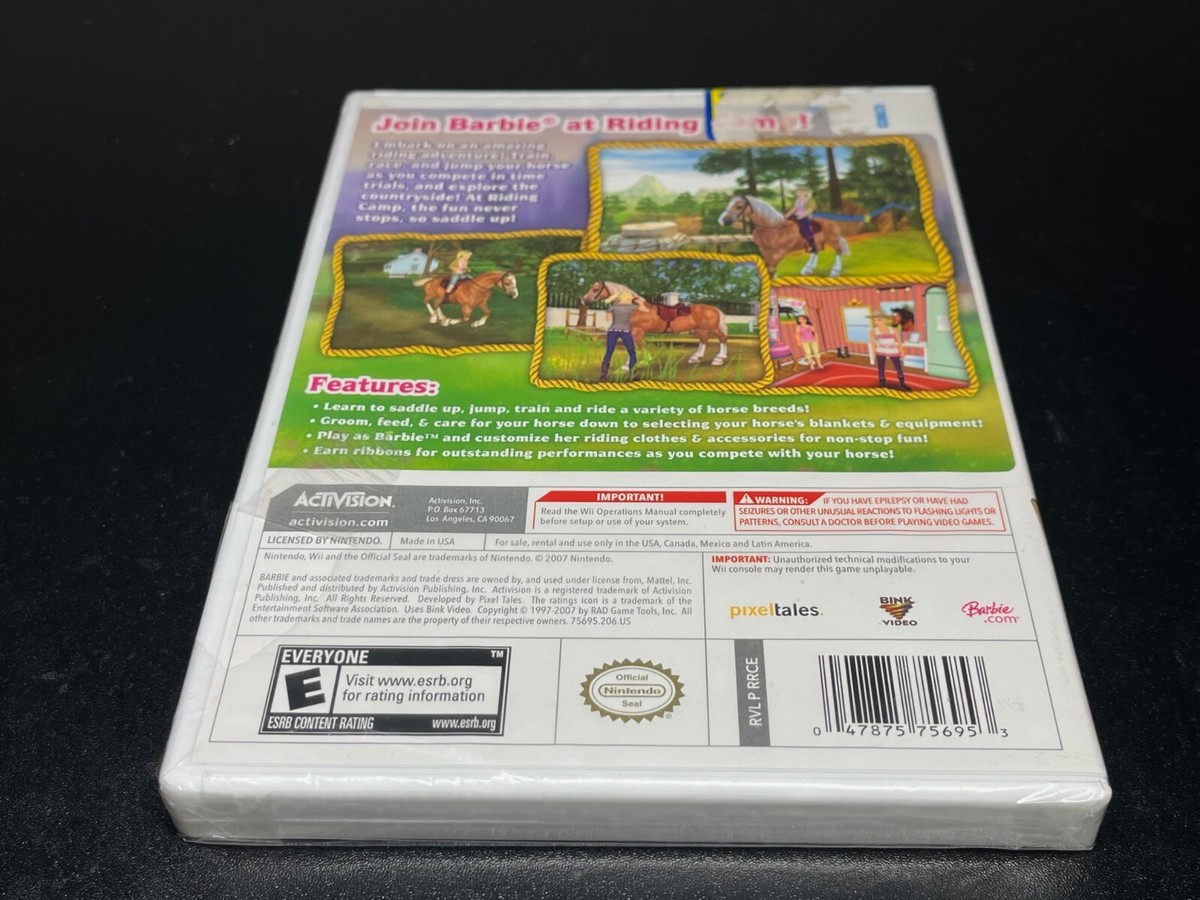 Join Barbie® at Riding Camp!
Embark on an amazing
riding adventure! Train,
race, and jump your horse
as you compete in time
trials, and explore the
countryside! At Riding
Camp, the fun never
stops, so saddle up!
Features:
• Learn to saddle up, jump, train and ride a variety of horse breeds!
• Groom, feed, & care for your horse down to selecting your horse's blankets & equipment!
• Play as Barbie™ and customize her riding clothes & accessories for non-stop fun!
• Earn ribbons for outstanding performances as you compete with your horse!
ACTIVISION.
activision.com
Activision, Inc.
P.O. Box 67713
Los Angeles, CA 90067
IMPORTANT!
Read the Wii Operations Manual completely
before setup or use of your system.
WARNING: IF YOU HAVE EPILEPSY OR HAVE HAD
SEIZURES OR OTHER UNUSUAL REACTIONS TO FLASHING LIGHTS OR
PATTERNS, CONSULT A DOCTOR BEFORE PLAYING VIDEO GAMES.
LICENSED BY NINTENDO.
Made in USA
For sale, rental and use only in the USA, Canada, Mexico and Latin America.
Nintendo, Wii and the Official Seal are trademarks of Nintendo. © 2007 Nintendo.
BARBIE and associated trademarks and trade dress are owned by, and used under license from, Mattel, Inc.
Published and distributed by Activision Publishing, Inc. Activision is a registered trademark of Activision
Publishing, Inc. All Rights Reserved. Developed by Pixel Tales. The ratings icon is a trademark of the
Entertainment Software Association. Uses Bink Video. Copyright © 1997-2007 by RAD Game Tools, Inc. All
other trademarks and trade names are the property of their respective owners. 75695.206.US
IMPORTANT: Unauthorized technical modifications to your
Wii console may render this game unplayable.
pixeltales
BINK
VIDEO
Barbie
.com™
EVERYONE ™
E
Visit www.esrb.org
for rating information
ESRB CONTENT RATING www.esrb.org
Official
Nintendo
Seal
®
RVL P RRCE
0 47875 75695 3